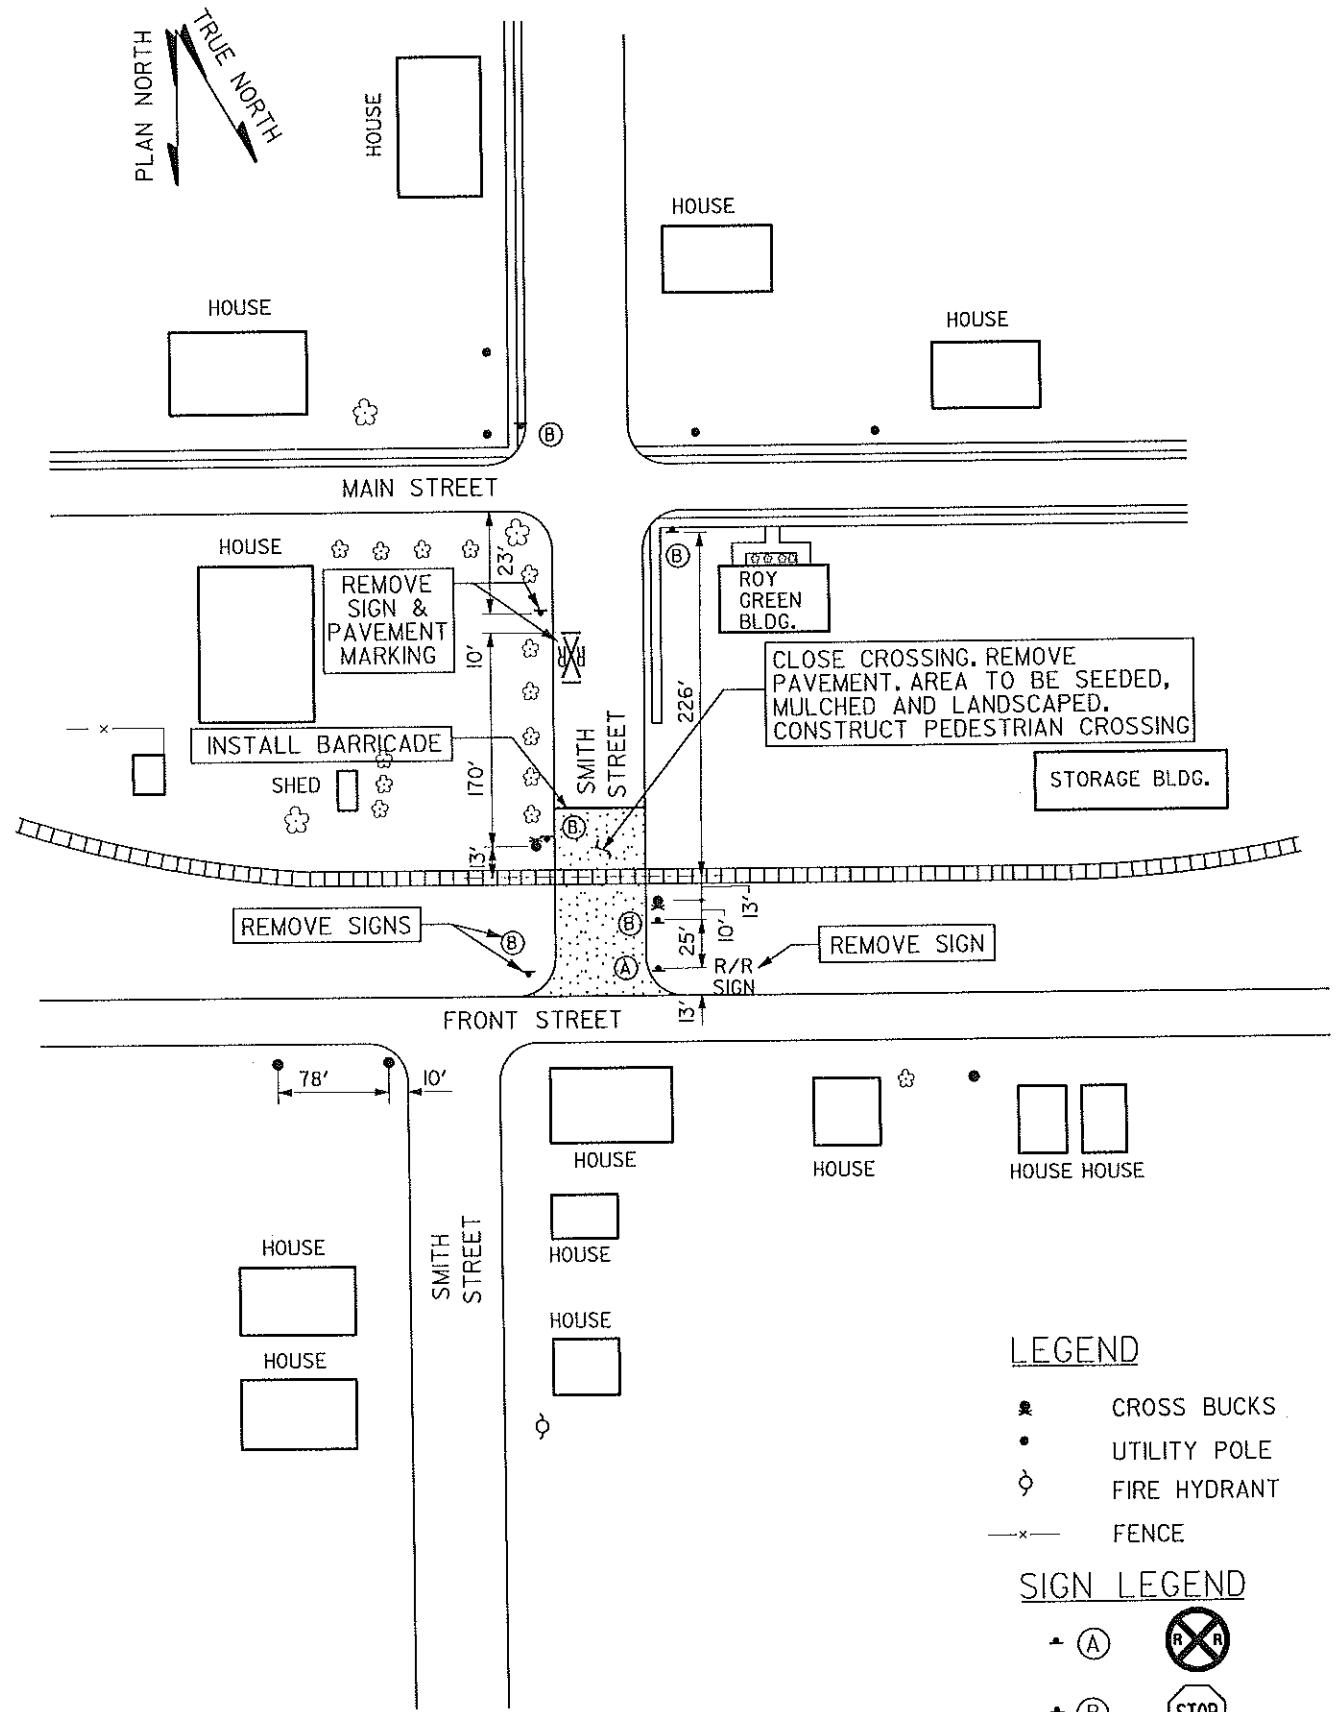 PLAN NORTH
TRUE NORTH
HOUSE
HOUSE
HOUSE
HOUSE
B
MAIN STREET
HOUSE
23'
B
ROY
GREEN
BLDG.
REMOVE
SIGN &
PAVEMENT
MARKING
10'
R R
226'
CLOSE CROSSING. REMOVE
PAVEMENT. AREA TO BE SEEDED,
MULCHED AND LANDSCAPED.
CONSTRUCT PEDESTRIAN CROSSING
INSTALL BARRICADE
SMITH
STREET
SHED
170'
STORAGE BLDG.
B
13'
13'
REMOVE SIGNS
B
B
10'
25'
REMOVE SIGN
A
R/R
SIGN
13'
FRONT STREET
78'
10'
HOUSE
HOUSE
HOUSE HOUSE
SMITH
STREET
HOUSE
HOUSE
HOUSE
HOUSE
LEGEND
CROSS BUCKS
UTILITY POLE
FIRE HYDRANT
FENCE
SIGN LEGEND
A R R
B STOP